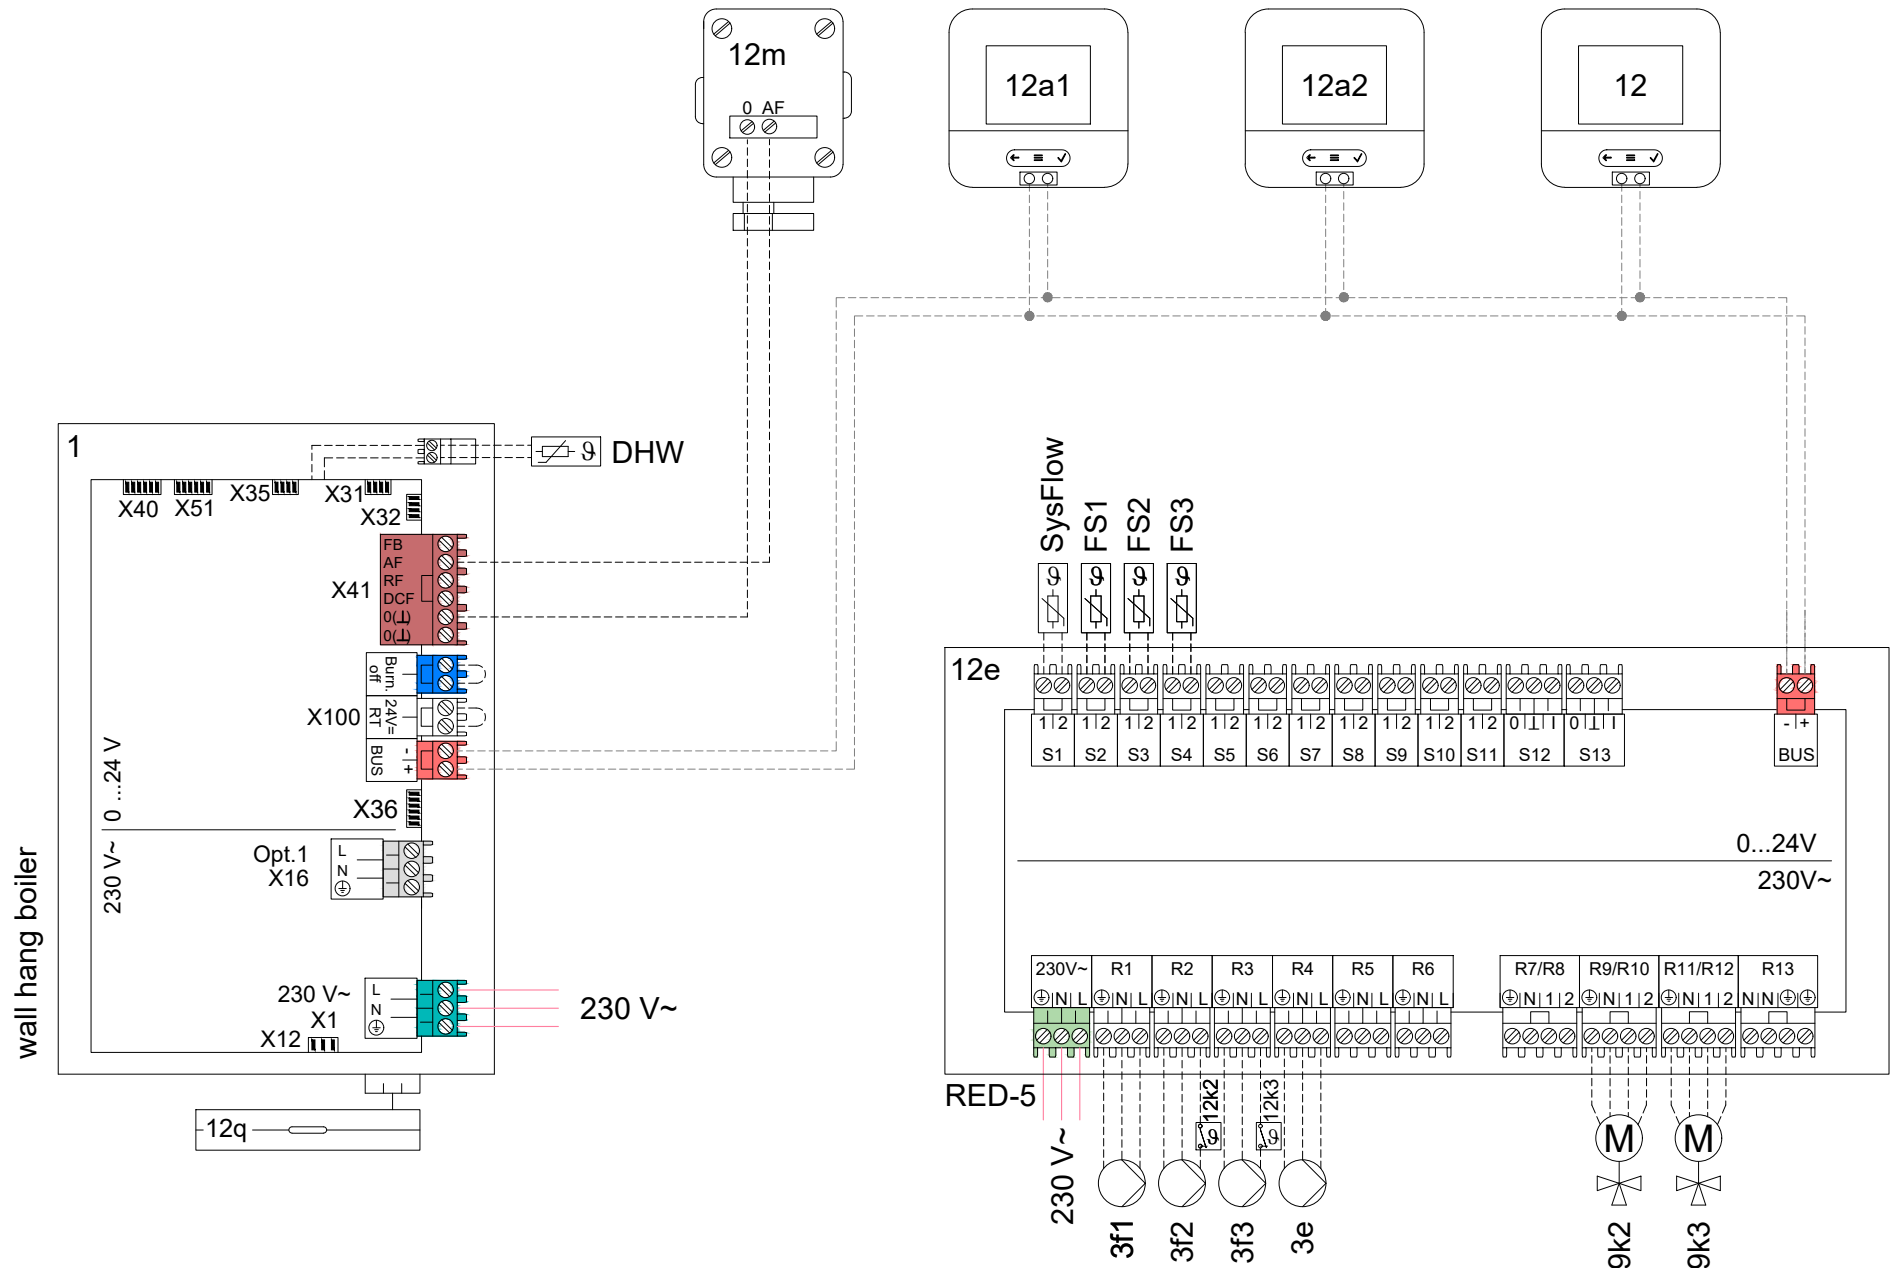 12m
0 AF
12a1
12a2
12
1
DHW
X40
X51
X35
X31
X32
FB
AF
RF
DCF
0(⊥)
0(⊥)
X41
Burn.
off
X100
24V=
RT
BUS
- +
X36
0 ...24 V
230 V~
Opt.1
X16
L
N
230 V~
X1
L
N
X12
wall hang boiler
230 V~
12q
SysFlow
FS1
FS2
FS3
12e
1 2
1 2
1 2
1 2
1 2
1 2
1 2
1 2
1 2
1 2
1 2
0 ⊥ I
0 ⊥ I
- +
S1
S2
S3
S4
S5
S6
S7
S8
S9
S10
S11
S12
S13
BUS
0...24V
230V~
230V~
R1
R2
R3
R4
R5
R6
R7/R8
R9/R10
R11/R12
R13
N L
N L
N L
N L
N L
N L
N L
N 1 2
N 1 2
N 1 2
N N
RED-5
230 V~
12k2
12k3
M
M
3f1
3f2
3f3
3e
9k2
9k3